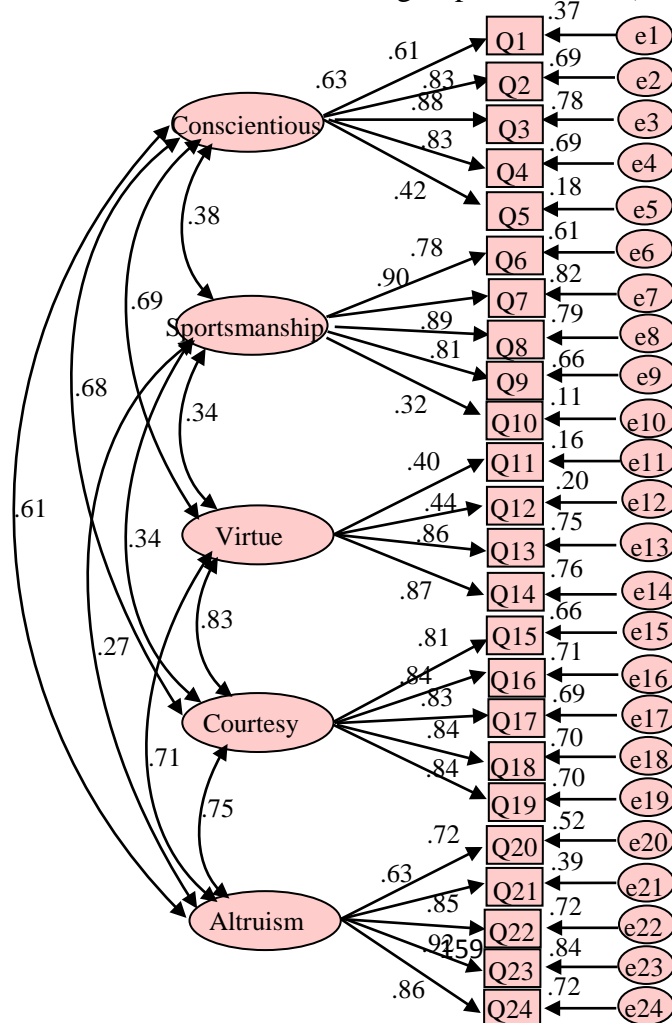 .37
.61 Q1 e1
.63 .83 .69
Q2 e2
.88 .78
Conscientious Q3 e3
.83 .69
Q4 e4
.42 .18
Q5 e5
.38 .78 .61
Q6 e6
.90 .82
.69 Q7 e7
Sportsmanship .89 .79
Q8 e8
.81 .66
Q9 e9
.68 .34 .32 .11
Q10 e10
.40 .16
Q11 e11
.44 .20
.61 Q12 e12
.34 Virtue .86 .75
Q13 e13
.87 .76
Q14 e14
.83 .81 .66
.27 Q15 e15
.84 .71
Q16 e16
.83 .69
Courtesy Q17 e17
.84 .70
.71 Q18 e18
.84 .70
.75 Q19 e19
.72 .52
Q20 e20
.63 .39
Q21 e21
.85 .72
Altruism Q22 e22
.92 159 .84
Q23 e23
.86 .72
Q24 e24